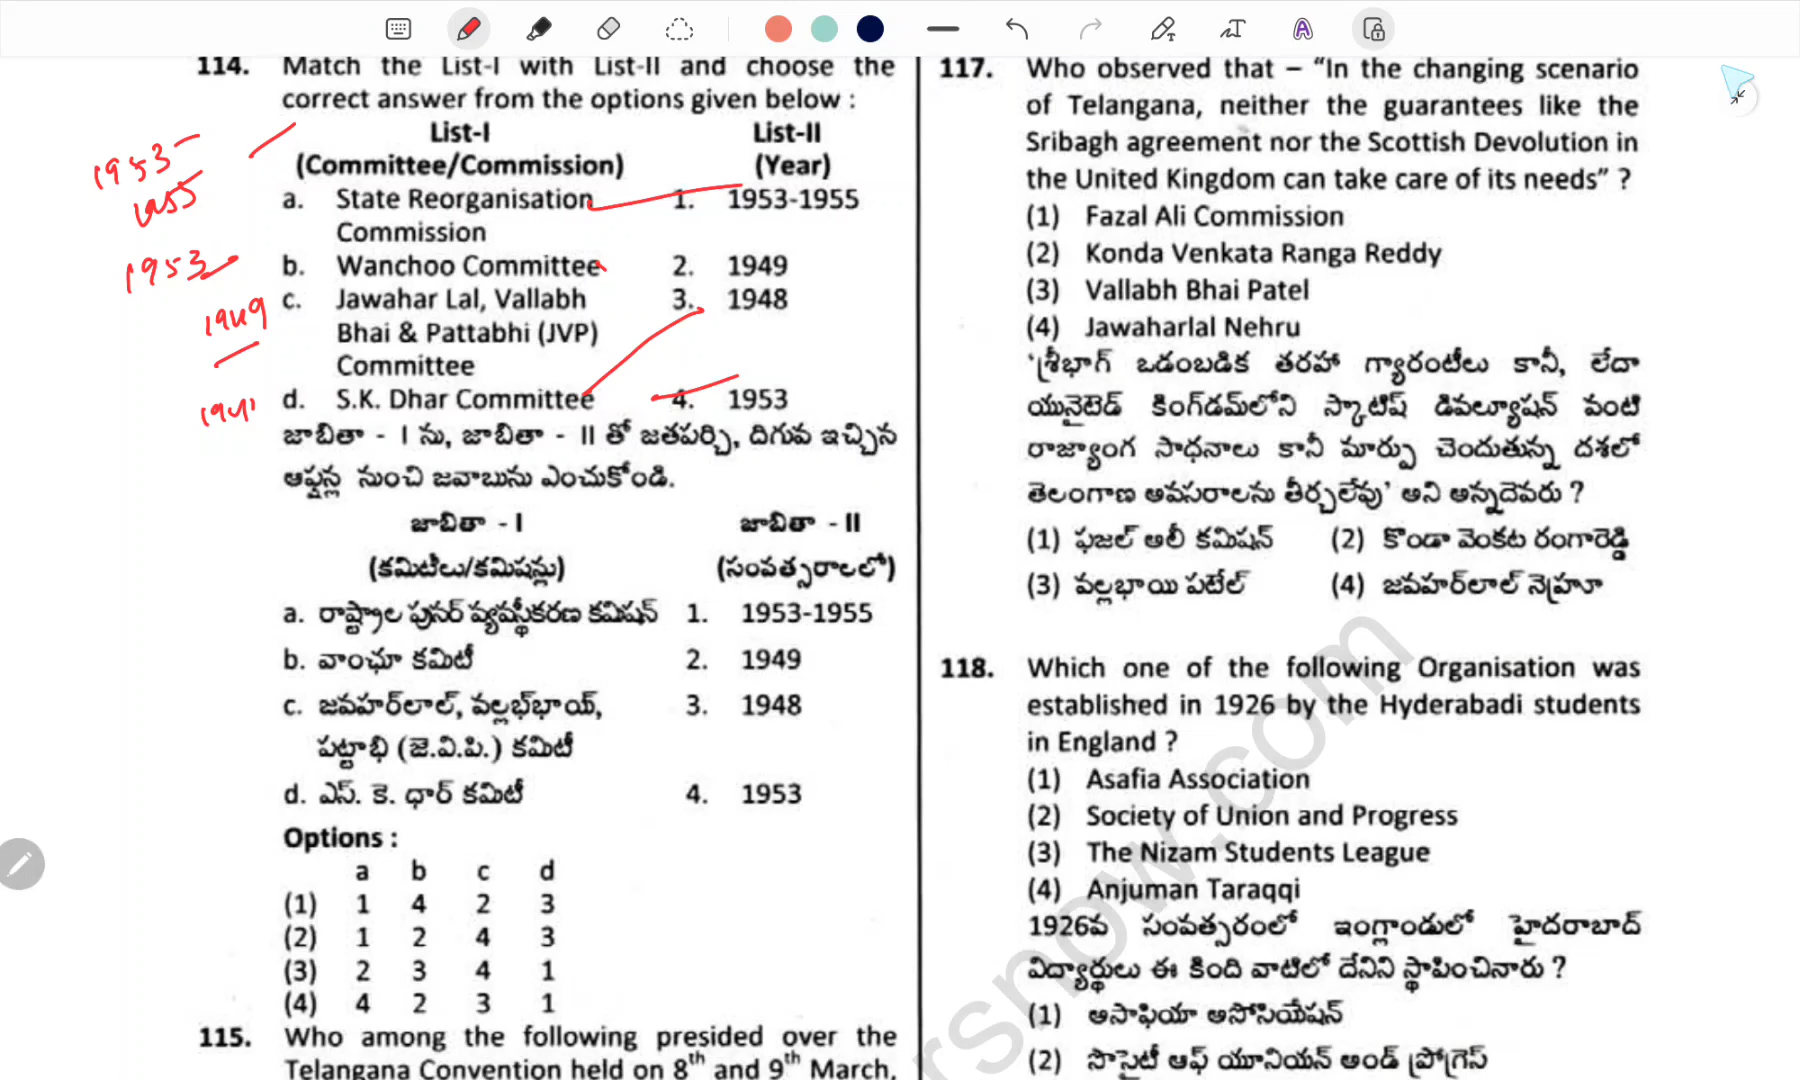 114. Match the List-I with List-II and choose the
correct answer from the options given below :
List-I List-II
(Committee/Commission) (Year)
a. State Reorganisation 1. 1953-1955
Commission
b. Wanchoo Committee 2. 1949
c. Jawahar Lal, Vallabh 3. 1948
Bhai & Pattabhi (JVP)
Committee
d. S.K. Dhar Committee 4. 1953
1953
1955
1953
1949
జాబితా - I ను, జాబితా - II తో జతపర్చి, దిగువ ఇచ్చిన
ఆప్షన్ల నుంచి జవాబును ఎంచుకోండి.
జాబితా - I జాబితా - II
(కమిటీలు/కమిషన్లు) (సంవత్సరాలలో)
a. రాష్ట్రాల పునర్ వ్యవస్థీకరణ కమిషన్ 1. 1953-1955
b. వాంఛూ కమిటీ 2. 1949
c. జవహర్‌లాల్, వల్లభ్‌భాయ్, 3. 1948
పట్టాభి (జె.వి.పి.) కమిటీ
d. ఎస్. కె. ధార్ కమిటీ 4. 1953
Options :
a b c d
(1) 1 4 2 3
(2) 1 2 4 3
(3) 2 3 4 1
(4) 4 2 3 1
115. Who among the following presided over the
Telangana Convention held on 8th and 9th March,
117. Who observed that – “In the changing scenario
of Telangana, neither the guarantees like the
Sribagh agreement nor the Scottish Devolution in
the United Kingdom can take care of its needs” ?
(1) Fazal Ali Commission
(2) Konda Venkata Ranga Reddy
(3) Vallabh Bhai Patel
(4) Jawaharlal Nehru
‘శ్రీభాగ్ ఒడంబడిక తరహా గ్యారంటీలు కానీ, లేదా
యునైటెడ్ కింగ్‌డమ్‌లోని స్కాటిష్ డివల్యూషన్ వంటి
రాజ్యాంగ సాధనాలు కానీ మార్పు చెందుతున్న దశలో
తెలంగాణ అవసరాలను తీర్చలేవు’ అని అన్నదెవరు ?
(1) ఫజల్ అలీ కమిషన్ (2) కొండా వెంకట రంగారెడ్డి
(3) వల్లభాయి పటేల్ (4) జవహర్‌లాల్ నెహ్రూ
118. Which one of the following Organisation was
established in 1926 by the Hyderabadi students
in England ?
(1) Asafia Association
(2) Society of Union and Progress
(3) The Nizam Students League
(4) Anjuman Taraqqi
1926వ సంవత్సరంలో ఇంగ్లాండులో హైదరాబాద్
విద్యార్థులు ఈ కింది వాటిలో దేనిని స్థాపించినారు ?
(1) ఆసాఫియా అసోసియేషన్
(2) సొసైటీ ఆఫ్ యూనియన్ అండ్ ప్రోగ్రెస్
rsnow.com